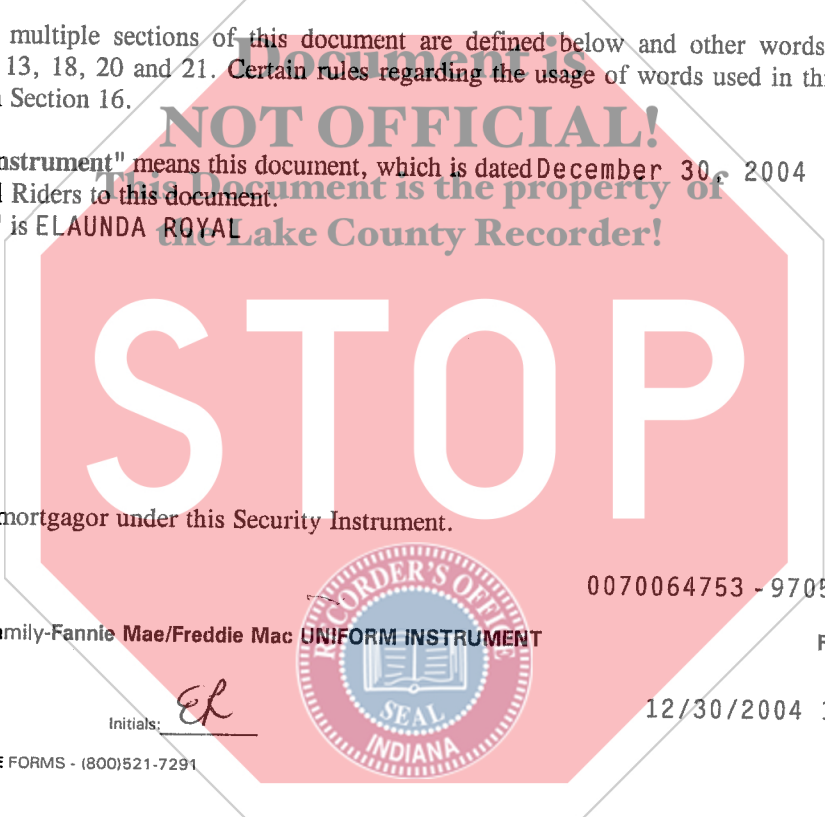 multiple sections of this document are defined below and other words
Document is
13, 18, 20 and 21. Certain rules regarding the usage of words used in
Section 16.
NOT OFFICIAL!
nstrument" means this document, which is dated December 30, 2004
This Document is the property of
Riders to this document.
" is ELAUNDA ROYAL
the Lake County Recorder!
STOP
mortgagor under this Security Instrument.
0070064753 - 9705
RECORDER'S OFFICE
amily-Fannie Mae/Freddie Mac UNIFORM INSTRUMENT
SEAL
INDIANA
Initials: ER
12/30/2004
FORMS - (800)521-7291